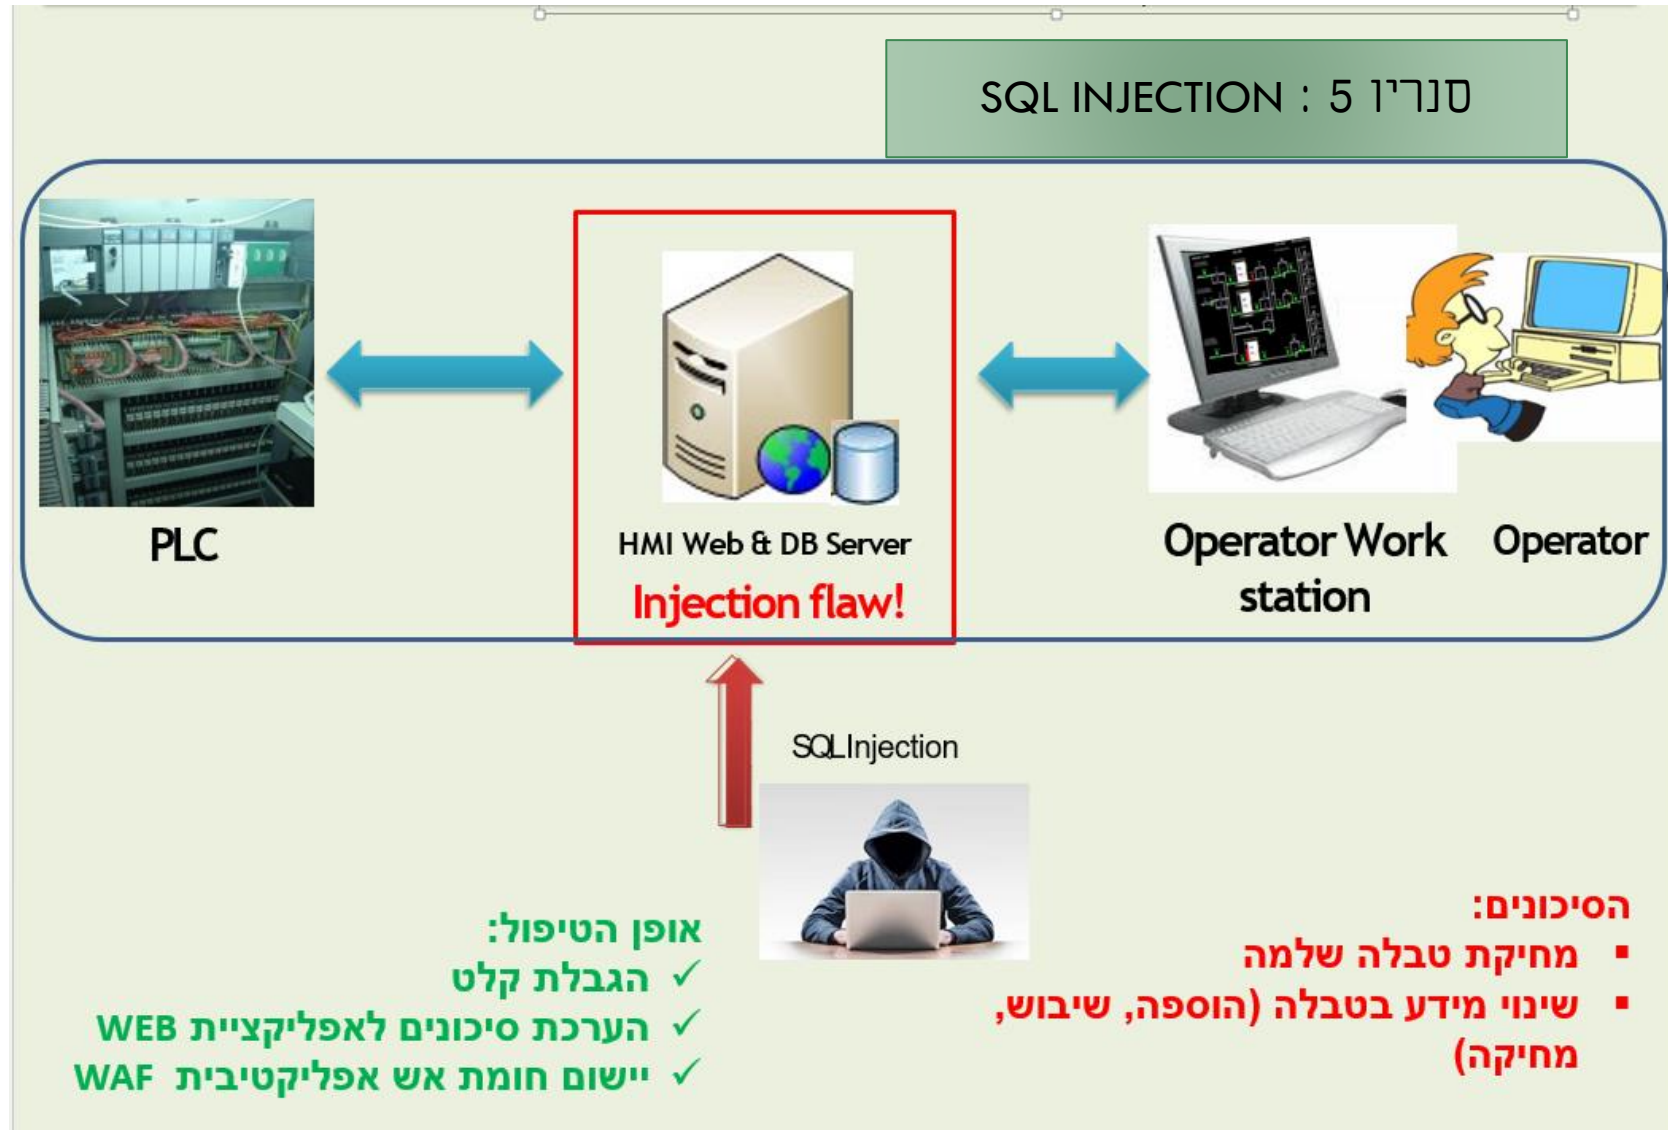 סנריו 5 : SQL INJECTION
PLC
HMI Web & DB Server
Injection flaw!
Operator Work
station
Operator
SQLInjection
הסיכונים:
▪ מחיקת טבלה שלמה
▪ שינוי מידע בטבלה (הוספה, שיבוש,
מחיקה)
אופן הטיפול:
✓ הגבלת קלט
✓ הערכת סיכונים לאפליקציית WEB
✓ יישום חומת אש אפליקטיבית WAF